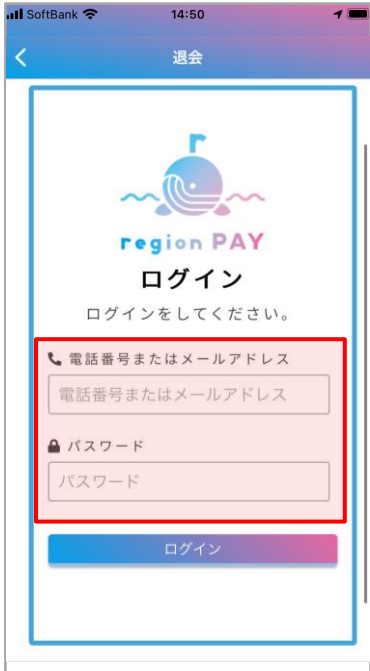 SoftBank 14:50
退会
r
region PAY
ログイン
ログインをしてください。
電話番号またはメールアドレス
電話番号またはメールアドレス
パスワード
パスワード
ログイン